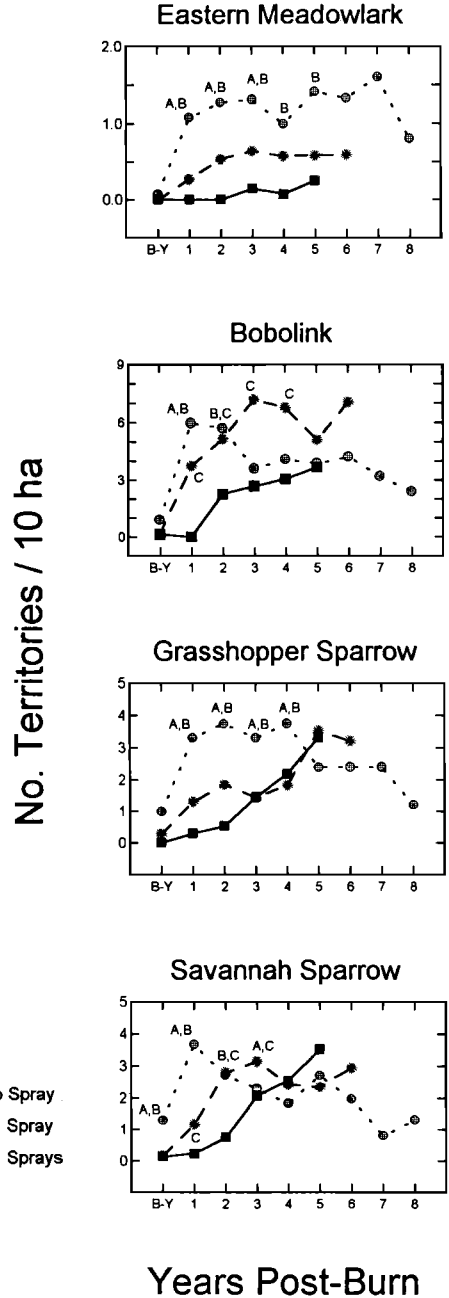 Eastern Meadowlark
2.0
1.0
0.0
A,B
A,B
A,B
B
B
B-Y 1 2 3 4 5 6 7 8
Bobolink
9
6
3
0
A,B
B,C
C
C
C
B-Y 1 2 3 4 5 6 7 8
No. Territories / 10 ha
Grasshopper Sparrow
5
4
3
2
1
0
A,B
A,B
A,B
A,B
B-Y 1 2 3 4 5 6 7 8
Savannah Sparrow
5
4
3
2
1
0
A,B
A,B
B,C
A,C
C
B-Y 1 2 3 4 5 6 7 8
Spray
Spray
Sprays
Years Post-Burn